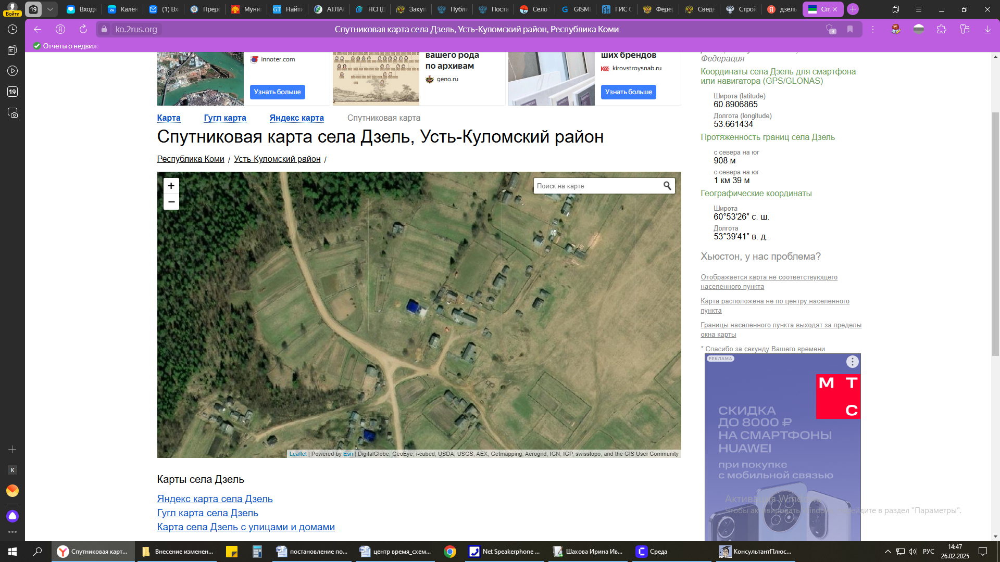 Войти
19
Входя
26
Кален
(1) Вх
Предс
Муни
GT
Найти
АТЛАС
НСПД
Закуп
Публи
Поста
Село
G
GISME
ГИС О
Федер
Сведе
Строй
дзель
Спу
ko.2rus.org
Спутниковая карта села Дзель, Усть-Куломский район, Республика Коми
3
Отчеты о недвиж
19
innoter.com
Узнать больше
вашего рода
по архивам
geno.ru
ших брендов
kirovstroysnab.ru
Узнать больше
Карта
Гугл карта
Яндекс карта
Спутниковая карта
Спутниковая карта села Дзель, Усть-Куломский район
Республика Коми / Усть-Куломский район /
+
−
Поиск на карте
Leaflet | Powered by Esri | DigitalGlobe, GeoEye, i-cubed, USDA, USGS, AEX, Getmapping, Aerogrid, IGN, IGP, swisstopo, and the GIS User Community
Карты села Дзель
Яндекс карта села Дзель
Гугл карта села Дзель
Карта села Дзель с улицами и домами
Федерация
Координаты села Дзель для смартфона
или навигатора (GPS/GLONAS)
Широта (latitude)
60.8906865
Долгота (longitude)
53.661434
Протяженность границ села Дзель
с севера на юг
908 м
с севера на юг
1 км 39 м
Географические координаты
Широта
60°53′26″ с. ш.
Долгота
53°39′41″ в. д.
Хьюстон, у нас проблема?
Отображается карта не соответствующего
населенного пункта
Карта расположена не по центру населенного
пункта
Границы населенного пункта выходят за пределы
окна карты
* Спасибо за секунду Вашего времени
РЕКЛАМА
М Т
С
СКИДКА
ДО 8000 ₽
НА СМАРТФОНЫ
HUAWEI
при покупке
с мобильной связью
Активация Windows
Чтобы активировать Windows, перейдите в раздел "Параметры".
К
Спутниковая карт...
Внесение изменен...
постановление по...
центр время_схем...
Net Speakerphone ...
Шахова Ирина Ив...
Среда
КонсультантПлюс...
РУС
14:47
26.02.2025